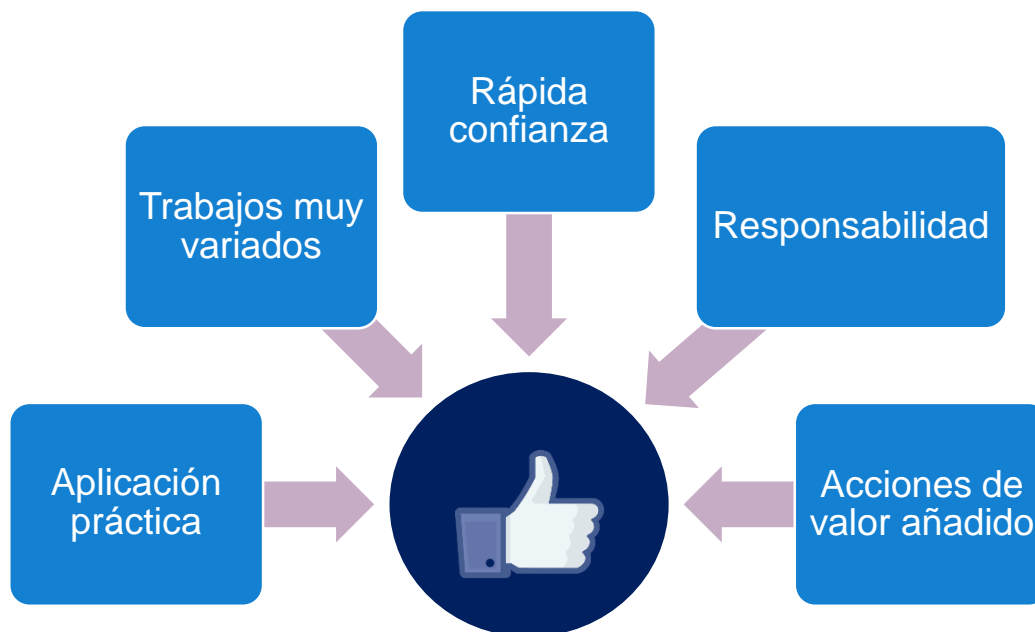 Rápida
confianza
Trabajos muy
variados
Responsabilidad
Aplicación
práctica
Acciones de
valor añadido